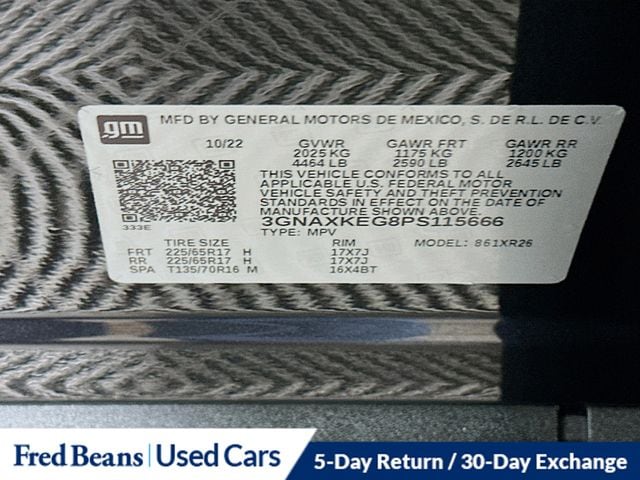 gm MFD BY GENERAL MOTORS DE MEXICO, S. DE R.L. DE C.V.
10/22 GVWR GAWR FRT GAWR RR
2025 KG 1175 KG 1200 KG
4464 LB 2590 LB 2645 LB
THIS VEHICLE CONFORMS TO ALL
APPLICABLE U.S. FEDERAL MOTOR
VEHICLE SAFETY AND THEFT PREVENTION
STANDARDS IN EFFECT ON THE DATE OF
MANUFACTURE SHOWN ABOVE.
3GNAXKEG8PS115666
333E TYPE: MPV
TIRE SIZE RIM MODEL: 861XR26
FRT 225/65R17 H 17X7J
RR 225/65R17 H 17X7J
SPA T135/70R16 M 16X4BT
Fred Beans | Used Cars 5-Day Return / 30-Day Exchange